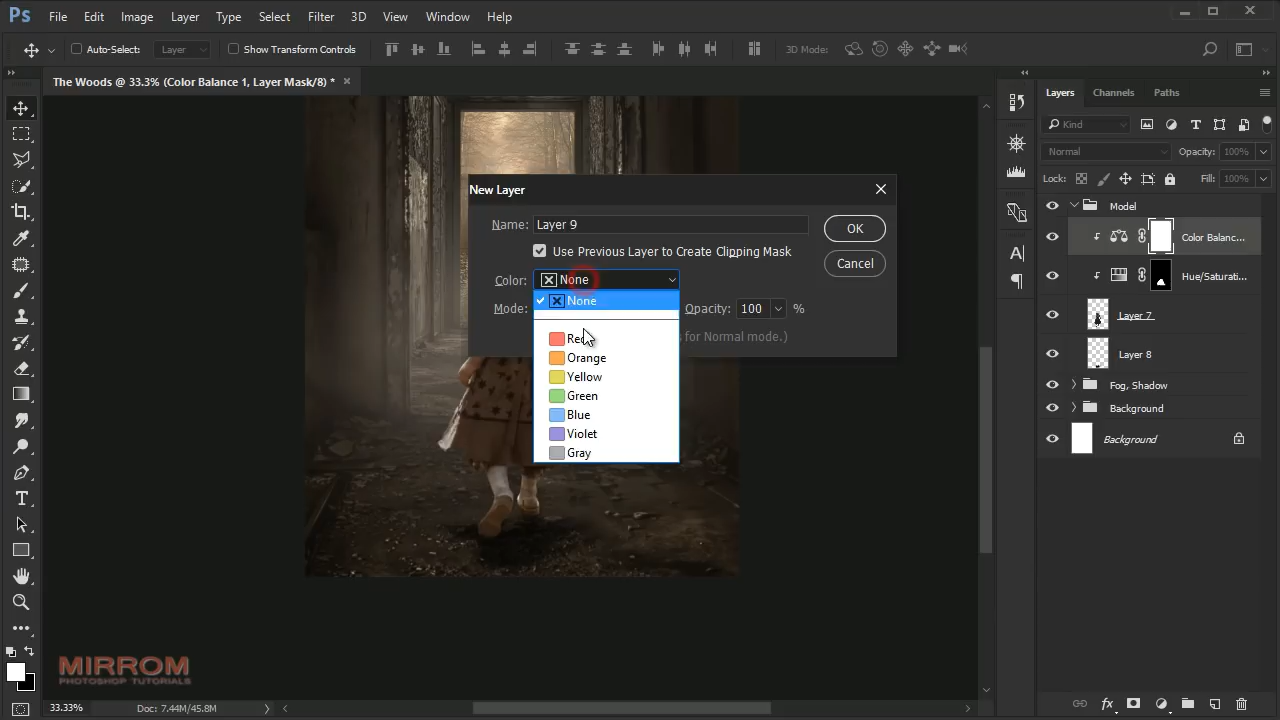 Ps File Edit Image Layer Type Select Filter 3D View Window Help
Auto-Select: Layer Show Transform Controls 3D Mode:
The Woods @ 33.3% (Color Balance 1, Layer Mask/8) *
Layers Channels Paths
Kind
Normal Opacity: 100%
Lock: Fill: 100%
Model
Color Balanc...
Hue/Saturati...
Layer 7
Layer 8
Fog, Shadow
Background
Background
New Layer
Name: Layer 9
OK
Use Previous Layer to Create Clipping Mask
Cancel
Color: None
Mode: Opacity: 100 %
s for Normal mode.)
None
Red
Orange
Yellow
Green
Blue
Violet
Gray
MIRROM
PHOTOSHOP TUTORIALS
33.33% Doc: 7.44M/45.8M